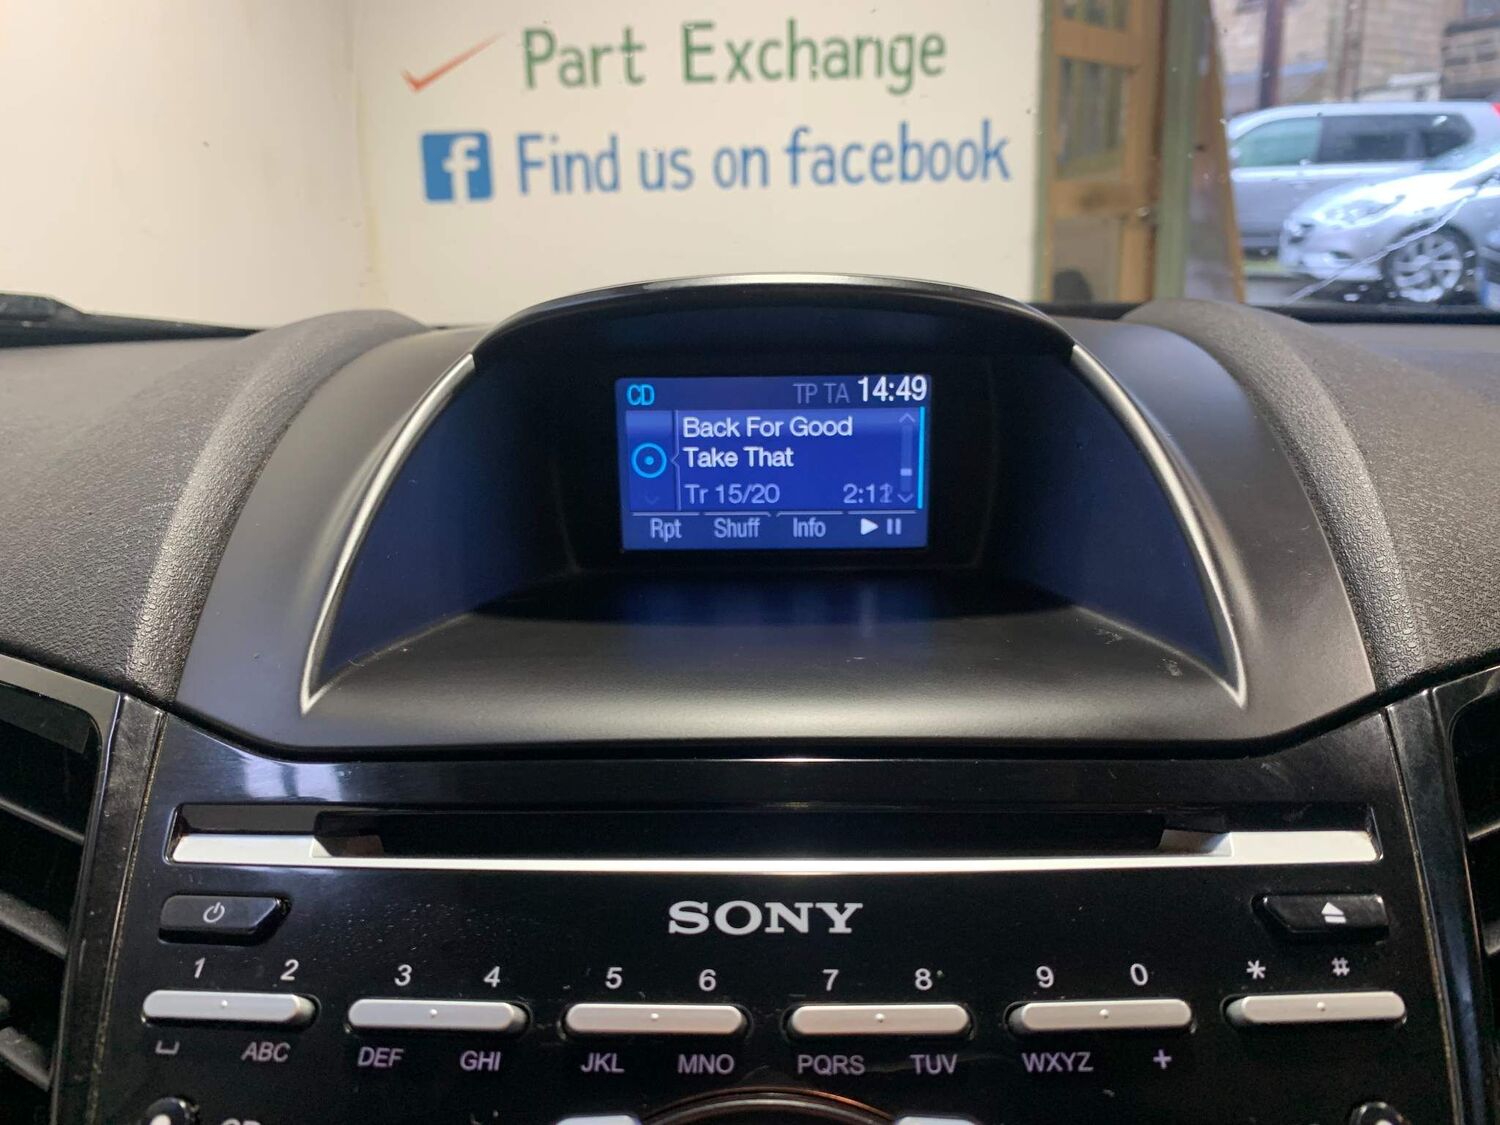 Part Exchange
f Find us on facebook
CD TP TA 14:49
Back For Good
Take That
Tr 15/20
Rpt Shuff Info
SONY
1 2 3 4 5 6 7 8 9 0 * #
ABC DEF GHI JKL MNO PQRS TUV WXYZ +